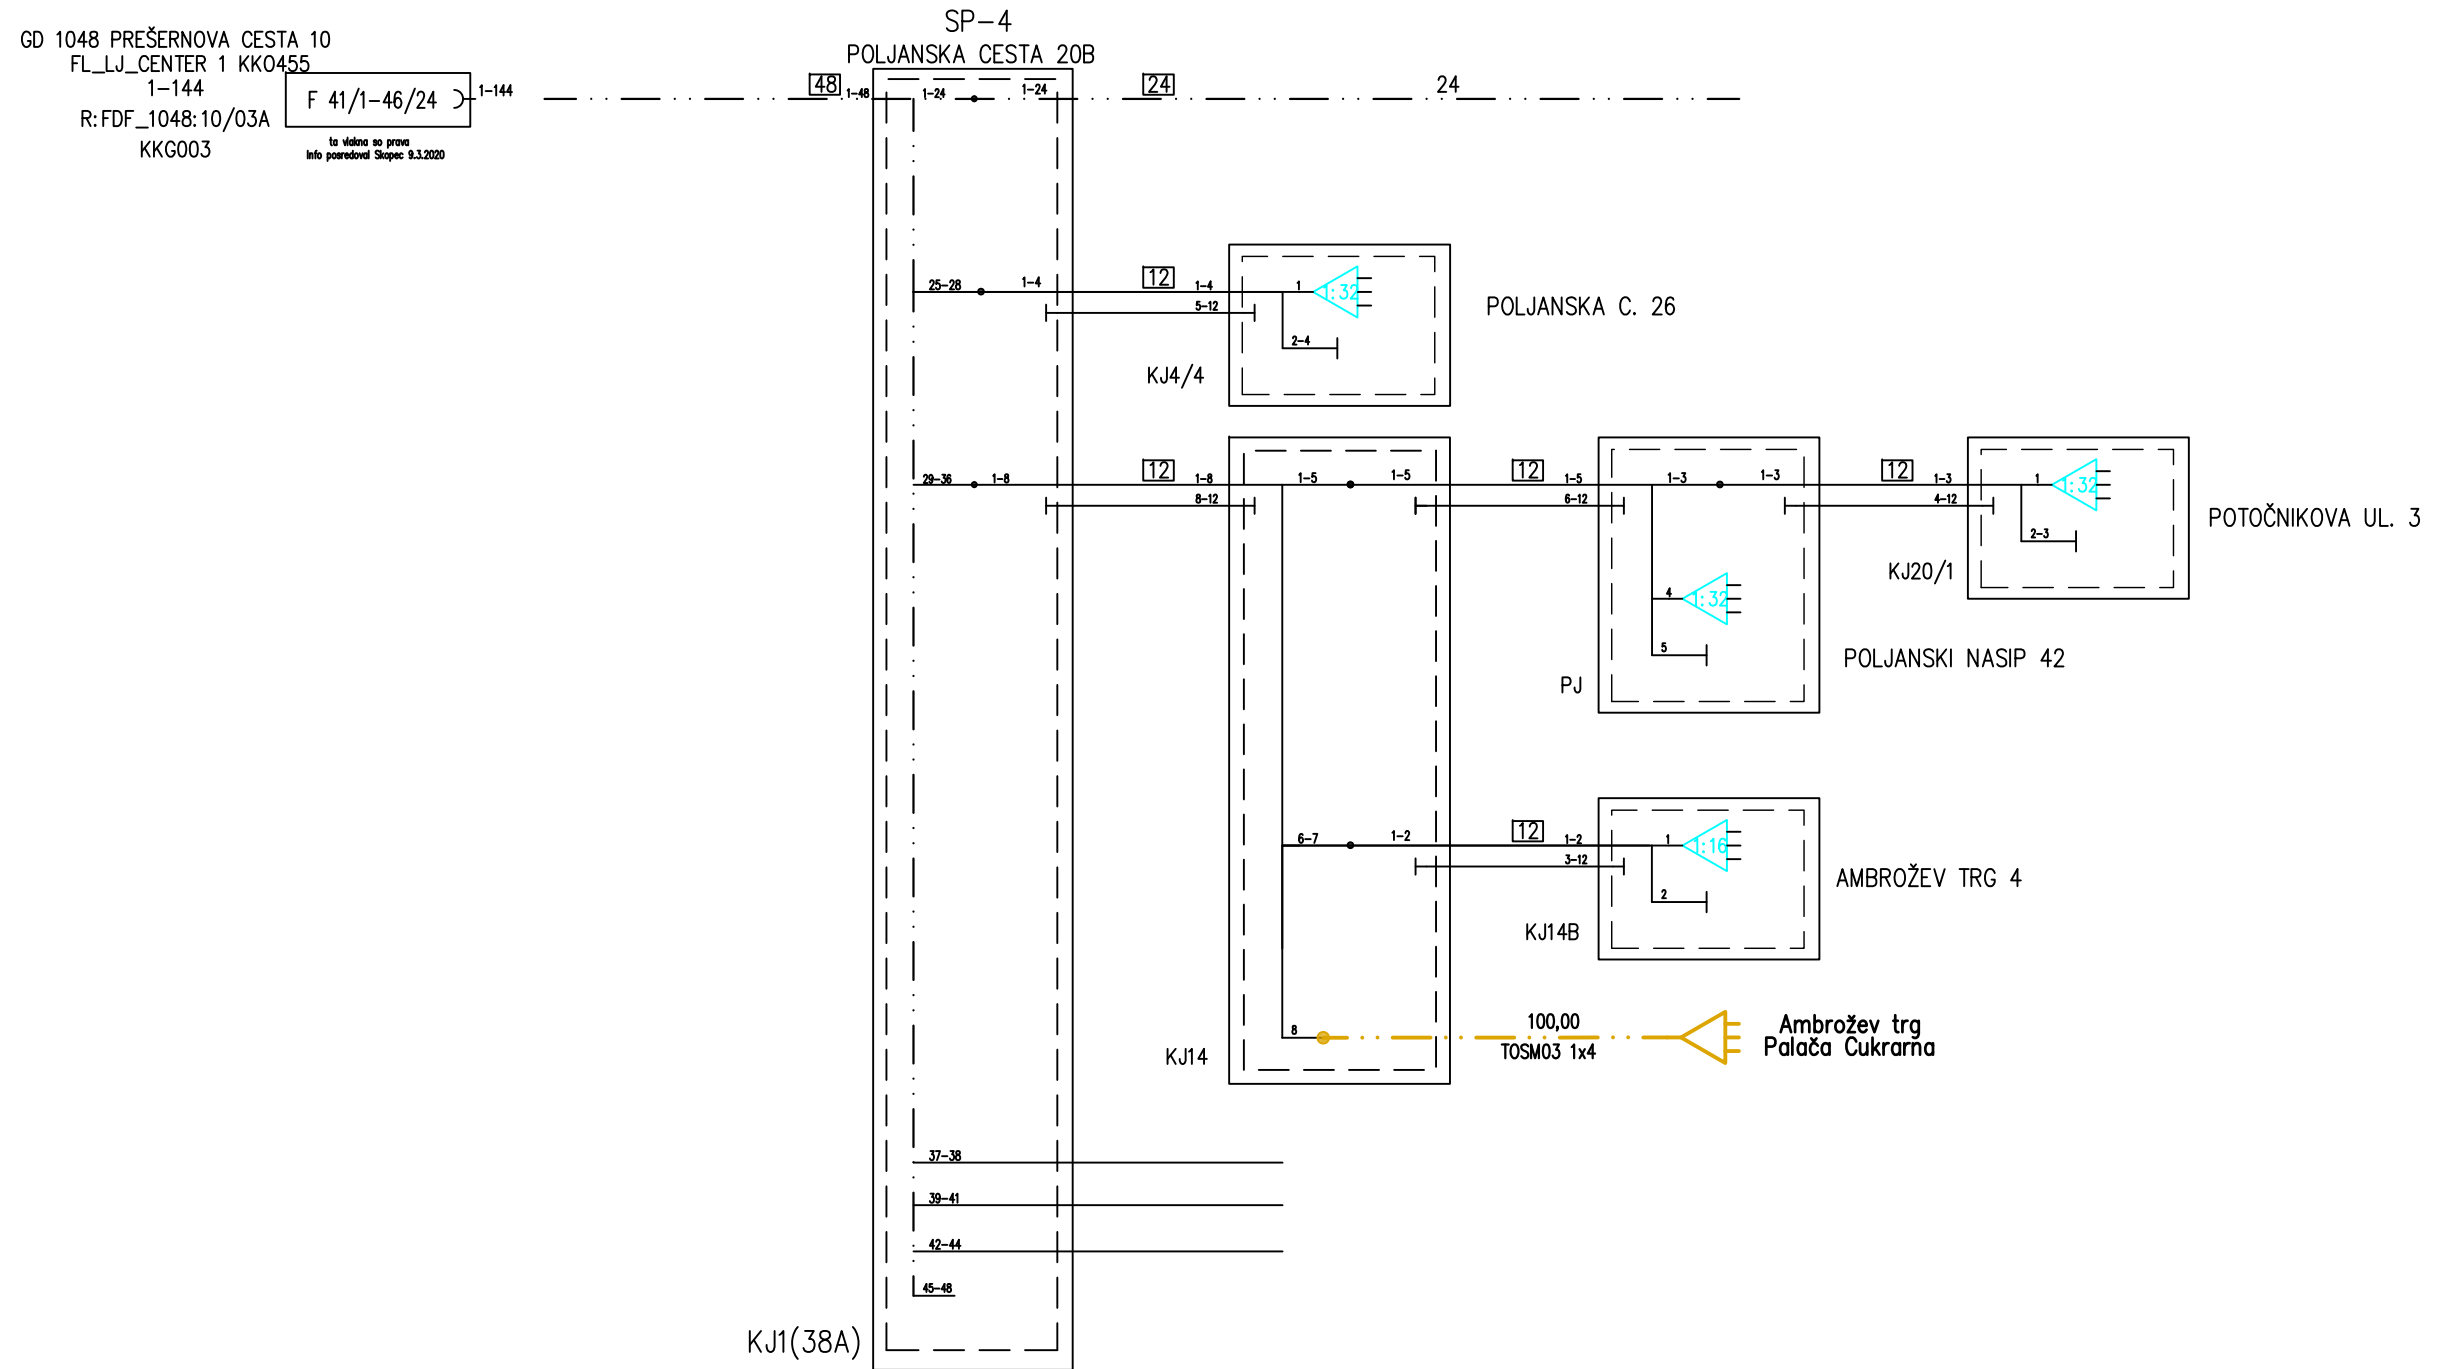 SP-4
POLJANSKA CESTA 20B
GD 1048 PREŠERNOVA CESTA 10
FL_LJ_CENTER 1 KK0455
1-144
R:FDF_1048:10/03A
KKG003
F 41/1-46/24
1-144
ta vlakna so prava
info posredoval Skopec 9.3.2020
48
1-48
1-24
1-24
24
24
25-28
1-4
12
1-4
5-12
1
1:32
2-4
POLJANSKA C. 26
KJ4/4
29-36
1-8
12
1-8
8-12
1-5
1-5
12
1-5
6-12
1-3
1-3
12
1-3
4-12
1
1:32
2-3
POTOČNIKOVA UL. 3
KJ20/1
4
1:32
5
POLJANSKI NASIP 42
PJ
6-7
1-2
12
1-2
3-12
1
1:16
2
AMBROŽEV TRG 4
KJ14B
8
100,00
TOSM03 1x4
Ambrožev trg
Palača Cukrarna
KJ14
37-38
39-41
42-44
45-48
KJ1(38A)